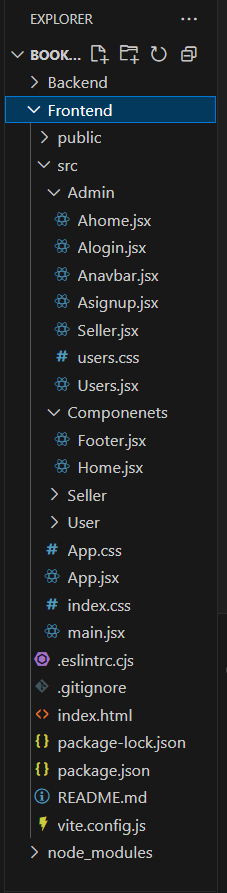 EXPLORER
BOOK...
Backend
Frontend
public
src
Admin
Ahome.jsx
Alogin.jsx
Anavbar.jsx
Asignup.jsx
Seller.jsx
users.css
Users.jsx
Componenets
Footer.jsx
Home.jsx
Seller
User
App.css
App.jsx
index.css
main.jsx
.eslintrc.cjs
.gitignore
index.html
package-lock.json
package.json
README.md
vite.config.js
node_modules